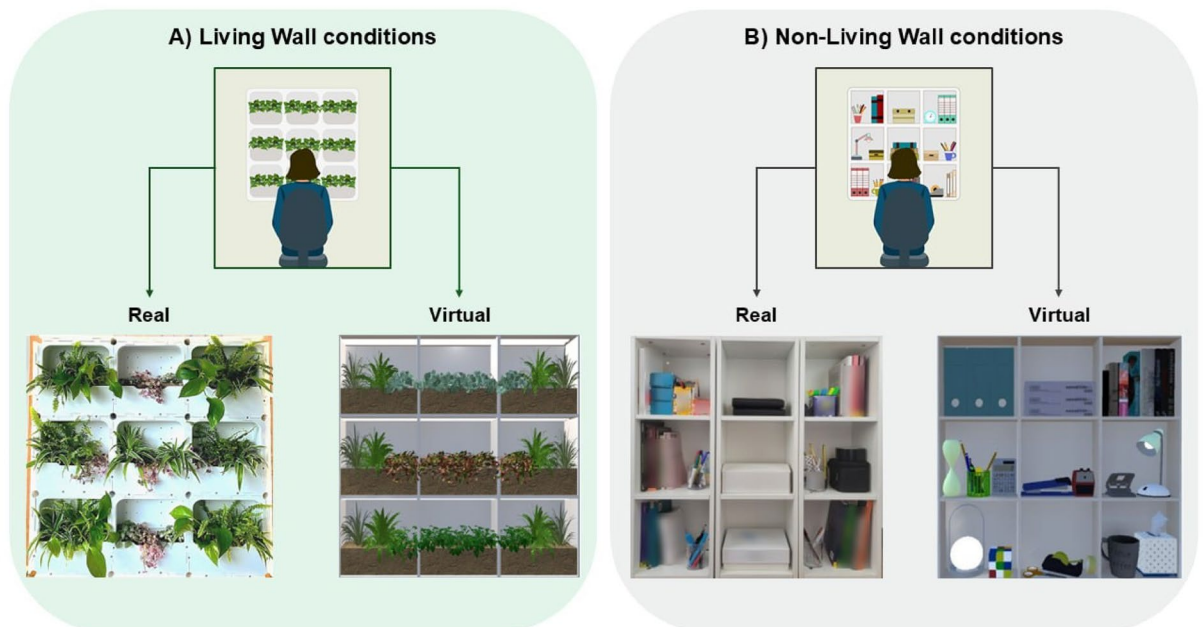 A) Living Wall conditions
B) Non-Living Wall conditions
Real
Virtual
Real
Virtual